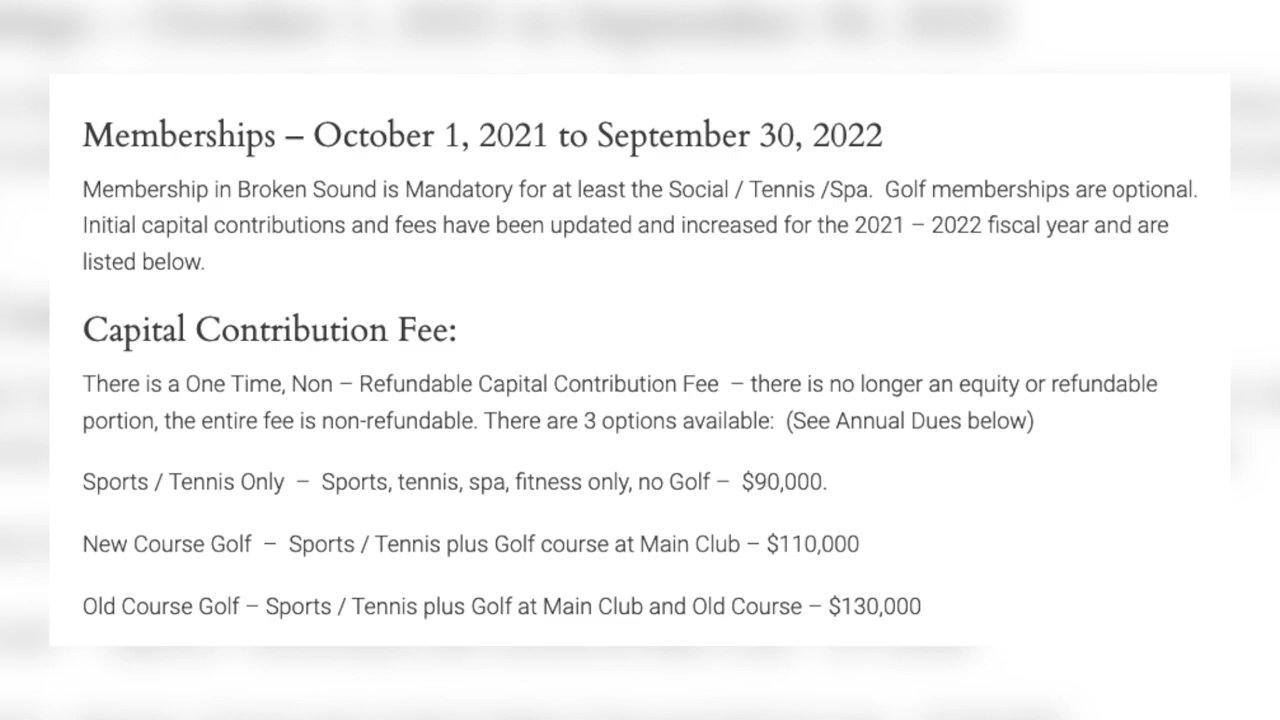 Memberships – October 1, 2021 to September 30, 2022
Membership in Broken Sound is Mandatory for at least the Social / Tennis /Spa.  Golf memberships are optional.
Initial capital contributions and fees have been updated and increased for the 2021 – 2022 fiscal year and are
listed below.
Capital Contribution Fee:
There is a One Time, Non – Refundable Capital Contribution Fee  – there is no longer an equity or refundable
portion, the entire fee is non-refundable. There are 3 options available:  (See Annual Dues below)
Sports / Tennis Only  –  Sports, tennis, spa, fitness only, no Golf –  $90,000.
New Course Golf  –  Sports / Tennis plus Golf course at Main Club – $110,000
Old Course Golf – Sports / Tennis plus Golf at Main Club and Old Course – $130,000